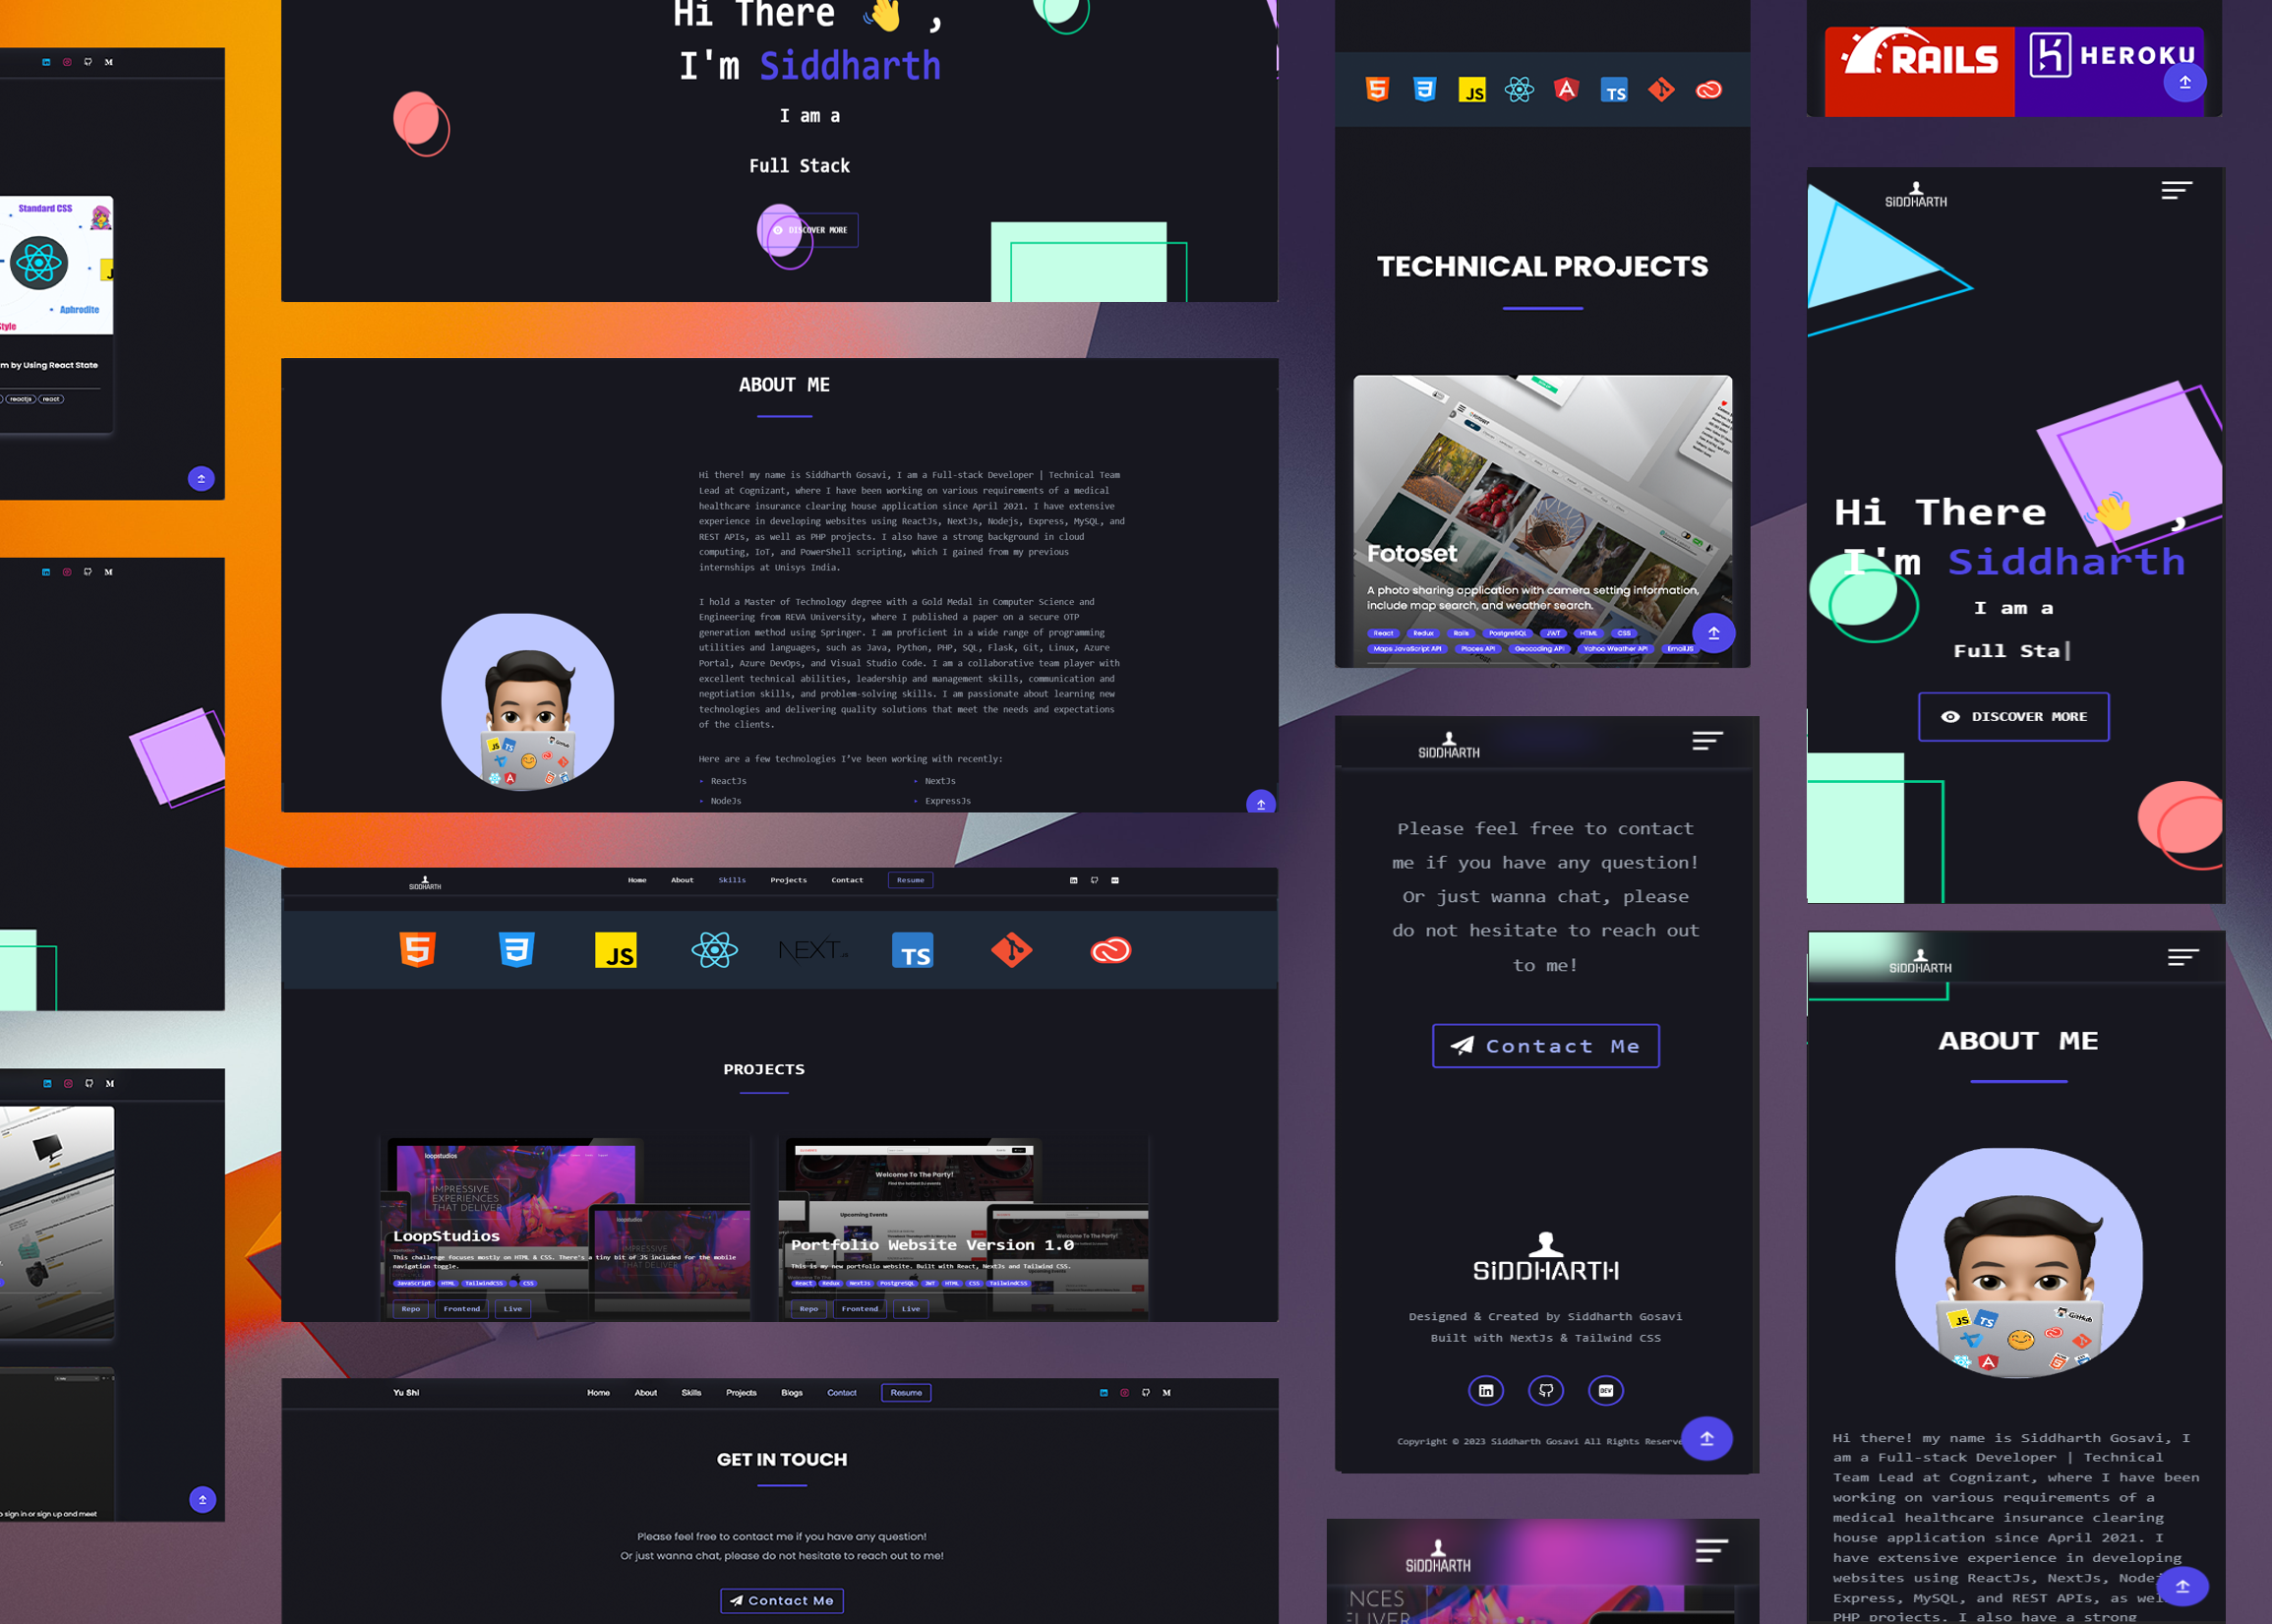 Standard CSS
Aphrodite
Style
m by Using React State
reactjs
react
o sign in or sign up and meet
Hi There 👋 ,
I'm Siddharth
I am a
Full Stack
DISCOVER MORE
ABOUT ME
Hi there! my name is Siddharth Gosavi, I am a Full-stack Developer | Technical Team
Lead at Cognizant, where I have been working on various requirements of a medical
healthcare insurance clearing house application since April 2021. I have extensive
experience in developing websites using ReactJs, NextJs, Nodejs, Express, MySQL, and
REST APIs, as well as PHP projects. I also have a strong background in cloud
computing, IoT, and PowerShell scripting, which I gained from my previous
internships at Unisys India.
I hold a Master of Technology degree with a Gold Medal in Computer Science and
Engineering from REVA University, where I published a paper on a secure OTP
generation method using Springer. I am proficient in a wide range of programming
utilities and languages, such as Java, Python, PHP, SQL, Flask, Git, Linux, Azure
Portal, Azure DevOps, and Visual Studio Code. I am a collaborative team player with
excellent technical abilities, leadership and management skills, communication and
negotiation skills, and problem-solving skills. I am passionate about learning new
technologies and delivering quality solutions that meet the needs and expectations
of the clients.
Here are a few technologies I've been working with recently:
ReactJs
NextJs
NodeJs
ExpressJs
SiDDHARTH
Home About Skills Projects Contact Resume
JS NEXT.JS TS
PROJECTS
loopstudios
IMPRESSIVE
EXPERIENCES
THAT DELIVER
LoopStudios
This challenge focuses mostly on HTML & CSS. There's a tiny bit of JS included for the mobile
navigation toggle.
JavaScript HTML TailwindCSS CSS
Repo Frontend Live
Welcome To The Party!
Find the hottest DJ events
Upcoming Events
Portfolio Website Version 1.0
This is my new portfolio website. Built with React, NextJs and Tailwind CSS.
React Redux NextJs PostgreSQL JWT HTML CSS TailwindCSS
Repo Frontend Live
Yu Shi
Home About Skills Projects Blogs Contact Resume
GET IN TOUCH
Please feel free to contact me if you have any question!
Or just wanna chat, please do not hesitate to reach out to me!
Contact Me
JS TS
TECHNICAL PROJECTS
Fotoset
A photo sharing application with camera setting information,
include map search, and weather search.
React Redux Rails PostgreSQL JWT HTML CSS
Maps JavaScript API Places API Geocoding API Yahoo Weather API EmailJS
SiDDHARTH
Please feel free to contact
me if you have any question!
Or just wanna chat, please
do not hesitate to reach out
to me!
Contact Me
SiDDHARTH
Designed & Created by Siddharth Gosavi
Built with NextJs & Tailwind CSS
DEV
Copyright © 2023 Siddharth Gosavi All Rights Reserve
SiDDHARTH
NCES
ELIVER
RAILS
HEROKU
SiDDHARTH
Hi There 👋 ,
I'm Siddharth
I am a
Full Sta|
DISCOVER MORE
SiDDHARTH
ABOUT ME
JS TS GitHub
Hi there! my name is Siddharth Gosavi, I
am a Full-stack Developer | Technical
Team Lead at Cognizant, where I have been
working on various requirements of a
medical healthcare insurance clearing
house application since April 2021. I
have extensive experience in developing
websites using ReactJs, NextJs, Node
Express, MySQL, and REST APIs, as wel
PHP projects. I also have a strong